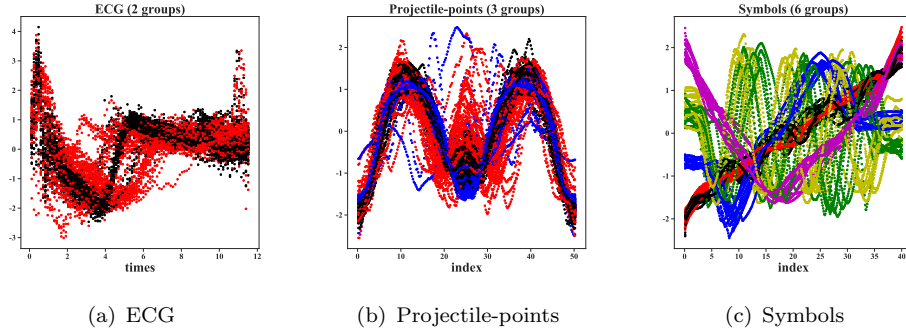 ECG (2 groups)
4
3
2
1
0
-1
-2
-3
0 2 4 6 8 10 12
times
(a) ECG
Projectile-points (3 groups)
2
1
0
-1
-2
0 10 20 30 40 50
index
(b) Projectile-points
Symbols (6 groups)
2
1
0
-1
-2
0 5 10 15 20 25 30 35 40
index
(c) Symbols